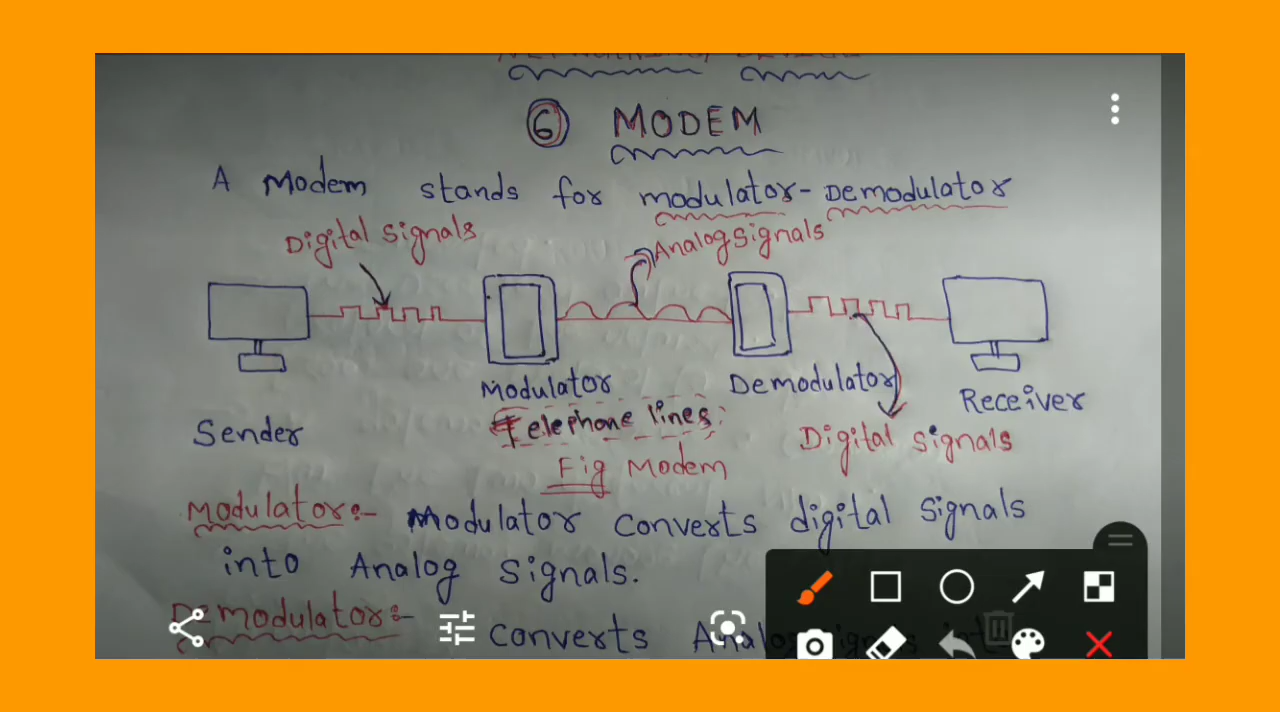 6 MODEM
A Modem stands for modulator-Demodulator
Digital signals
Analog signals
Modulator
Demodulator
Sender
Telephone lines
Receiver
Digital signals
Fig Modem
Modulator:- Modulator converts digital signals
into Analog signals.
Demodulator:- converts Analog